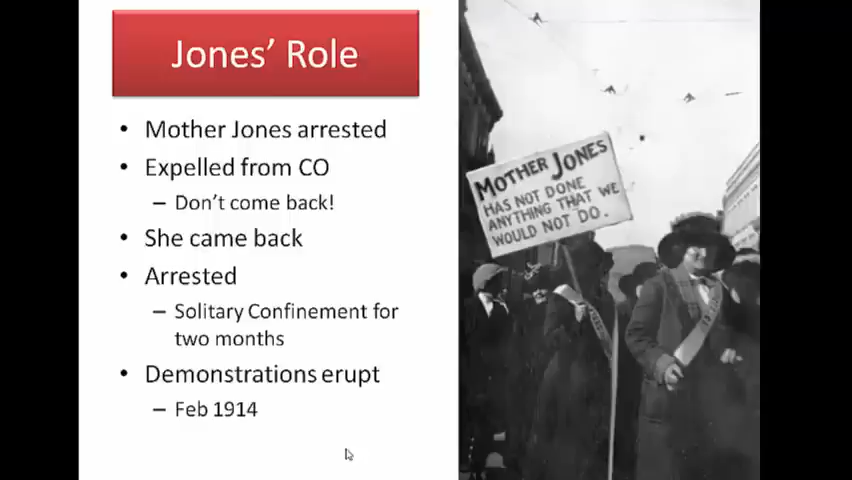 Jones’ Role
• Mother Jones arrested
• Expelled from CO
– Don’t come back!
• She came back
• Arrested
– Solitary Confinement for
two months
• Demonstrations erupt
– Feb 1914
MOTHER JONES
HAS NOT DONE
ANYTHING THAT WE
WOULD NOT DO.